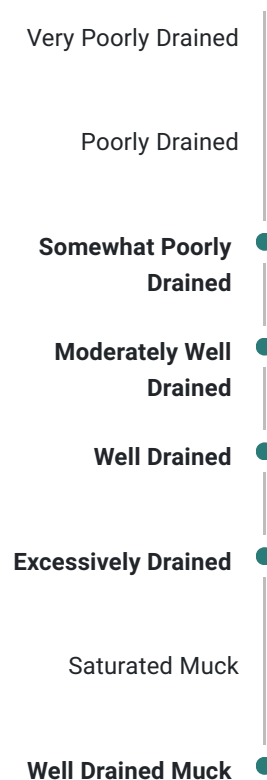 Very Poorly Drained
Poorly Drained
Somewhat Poorly
Drained
Moderately Well
Drained
Well Drained
Excessively Drained
Saturated Muck
Well Drained Muck